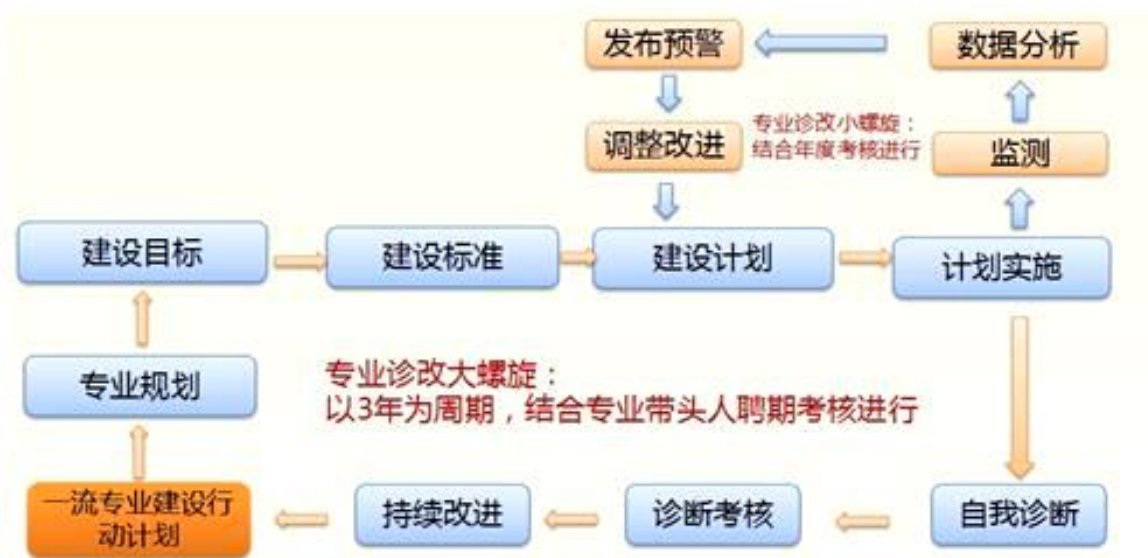 发布预警
数据分析
调整改进
专业诊改小螺旋：
结合年度考核进行
监测
建设目标
建设标准
建设计划
计划实施
专业规划
专业诊改大螺旋：
以3年为周期，结合专业带头人聘期考核进行
一流专业建设行
动计划
持续改进
诊断考核
自我诊断